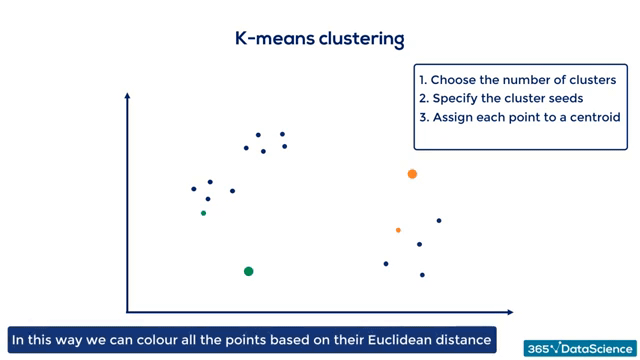 K-means clustering
1. Choose the number of clusters
2. Specify the cluster seeds
3. Assign each point to a centroid
In this way we can colour all the points based on their Euclidean distance
365 DataScience